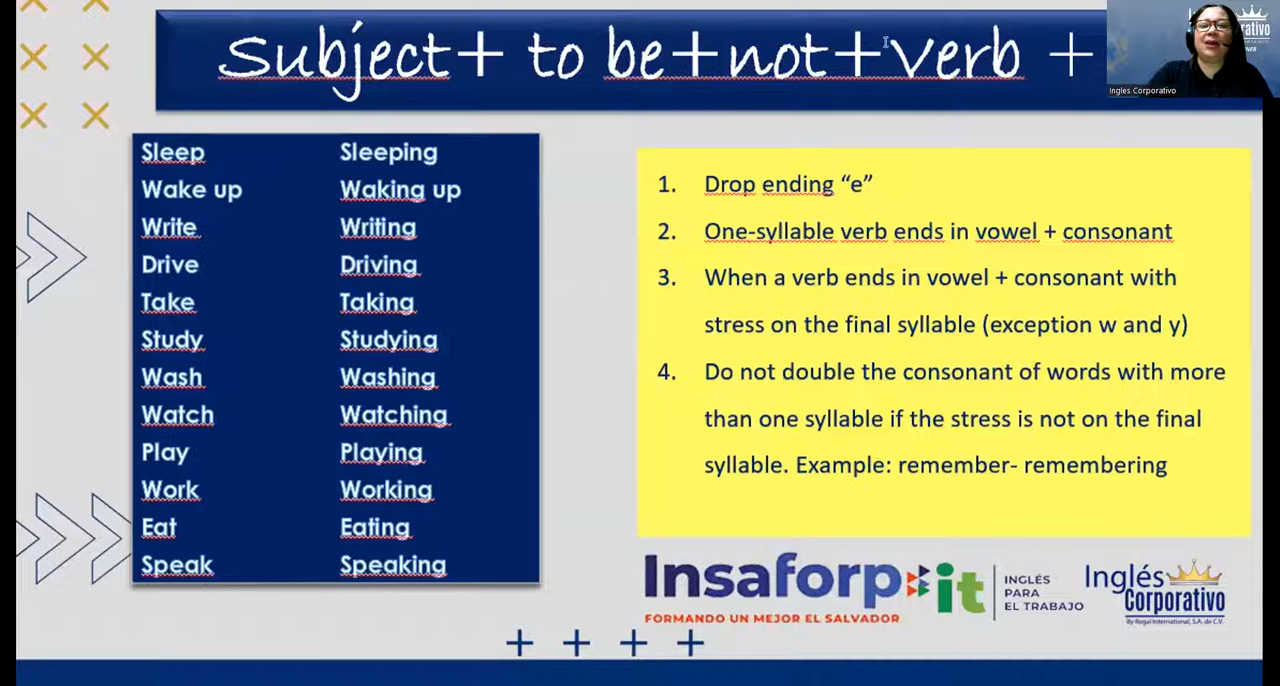 Subject+ to be+not+verb +
Ingles Corporativo
Sleep Sleeping
Wake up Waking up
Write Writing
Drive Driving
Take Taking
Study Studying
Wash Washing
Watch Watching
Play Playing
Work Working
Eat Eating
Speak Speaking
1. Drop ending “e”
2. One-syllable verb ends in vowel + consonant
3. When a verb ends in vowel + consonant with
stress on the final syllable (exception w and y)
4. Do not double the consonant of words with more
than one syllable if the stress is not on the final
syllable. Example: remember- remembering
Insaforp it
FORMANDO UN MEJOR EL SALVADOR
INGLÉS
PARA
EL TRABAJO
Inglés
Corporativo
By Regal International, S.A. de C.V.